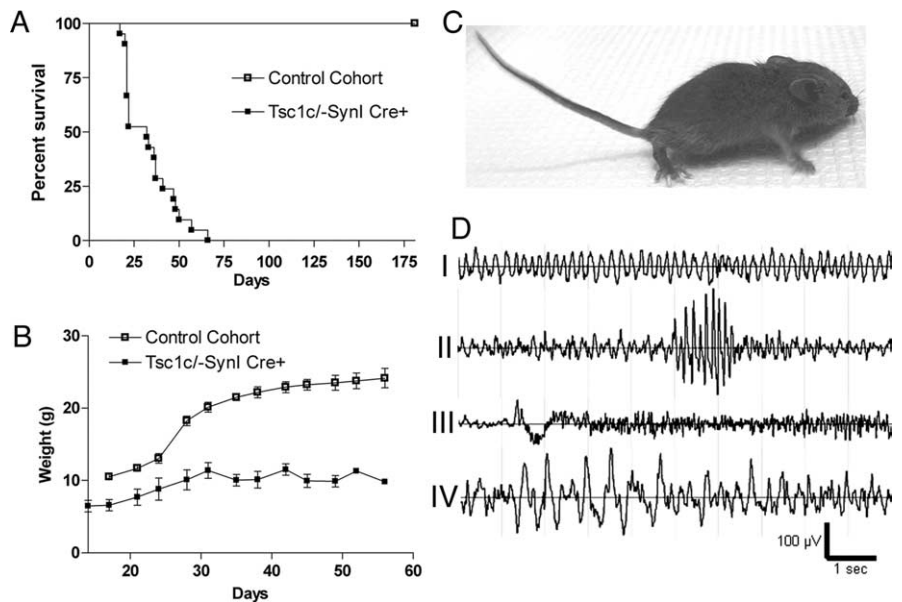 A
Percent survival
100
75
50
25
0
Control Cohort
Tsc1c/-SynI Cre+
0 25 50 75 100 125 150 175
Days
B
Weight (g)
30
20
10
0
Control Cohort
Tsc1c/-SynI Cre+
20 30 40 50 60
Days
C
D
I
II
III
IV
100 µV
1 sec